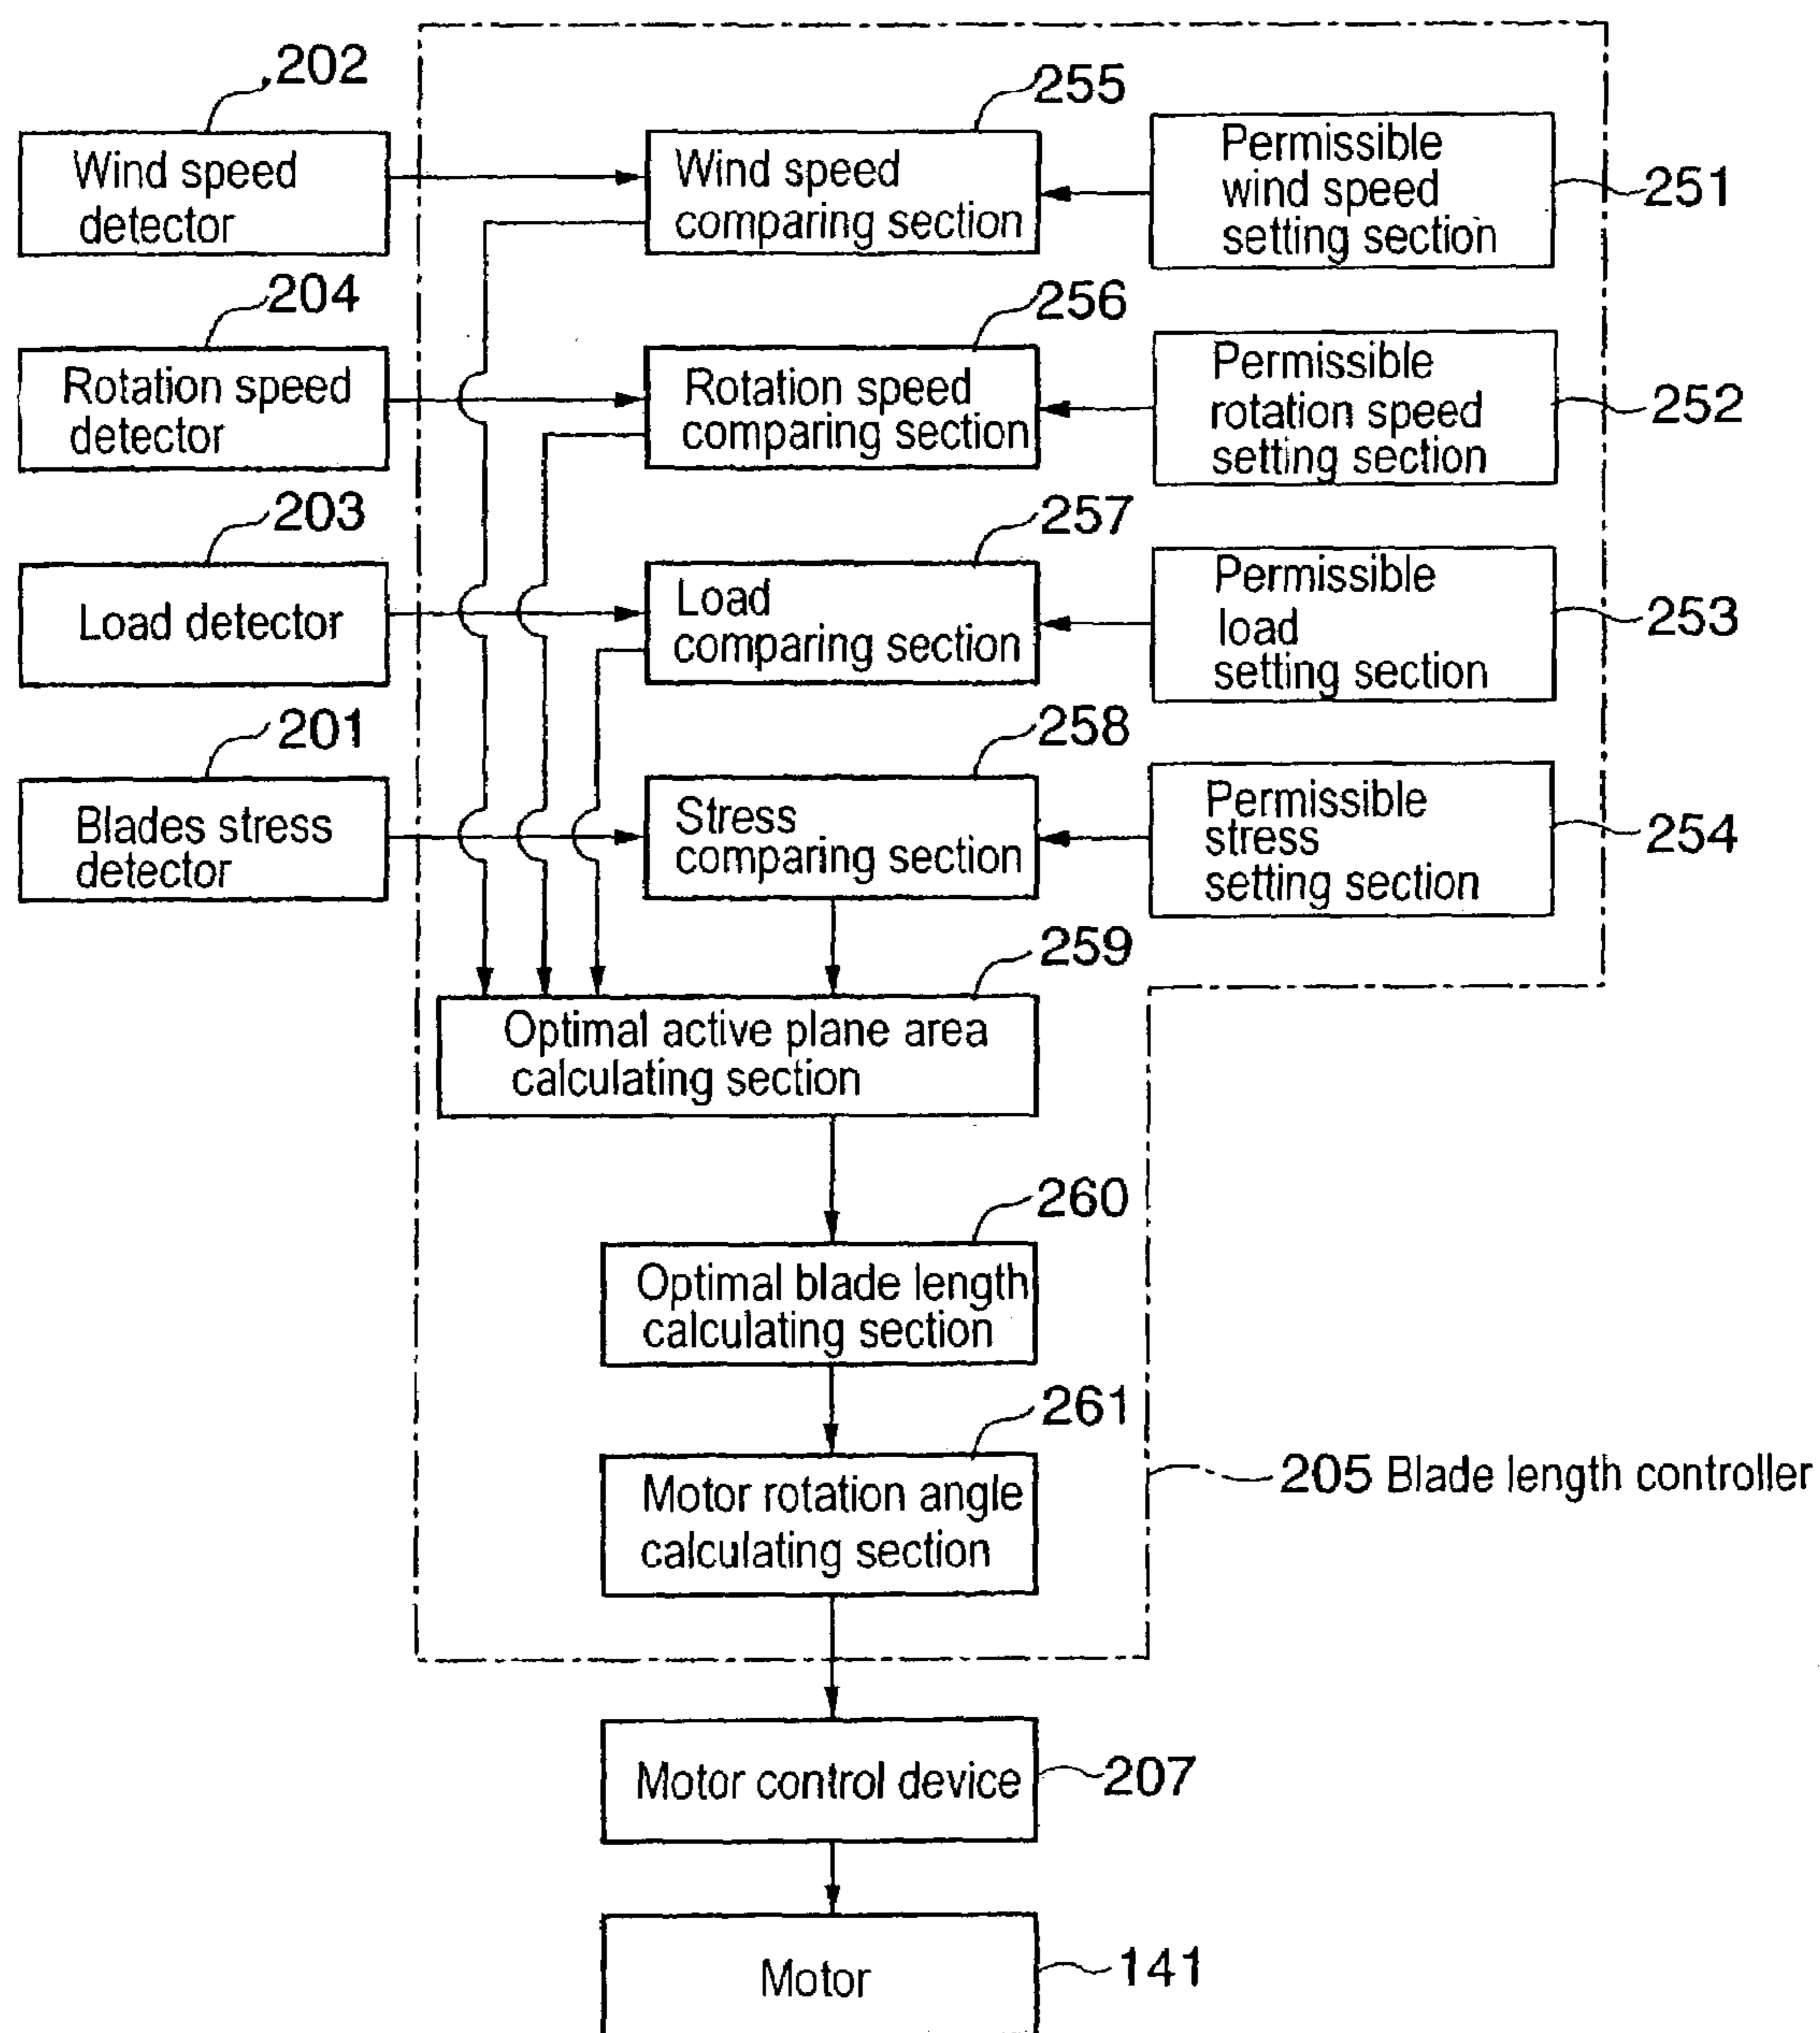 202
255
Wind speed
detector
Wind speed
comparing section
Permissible
wind speed
setting section
251
204
256
Rotation speed
detector
Rotation speed
comparing section
Permissible
rotation speed
setting section
252
203
257
Load detector
Load
comparing section
Permissible
load
setting section
253
201
258
Blades stress
detector
Stress
comparing section
Permissible
stress
setting section
254
259
Optimal active plane area
calculating section
260
Optimal blade length
calculating section
261
Motor rotation angle
calculating section
205 Blade length controller
Motor control device
207
Motor
141